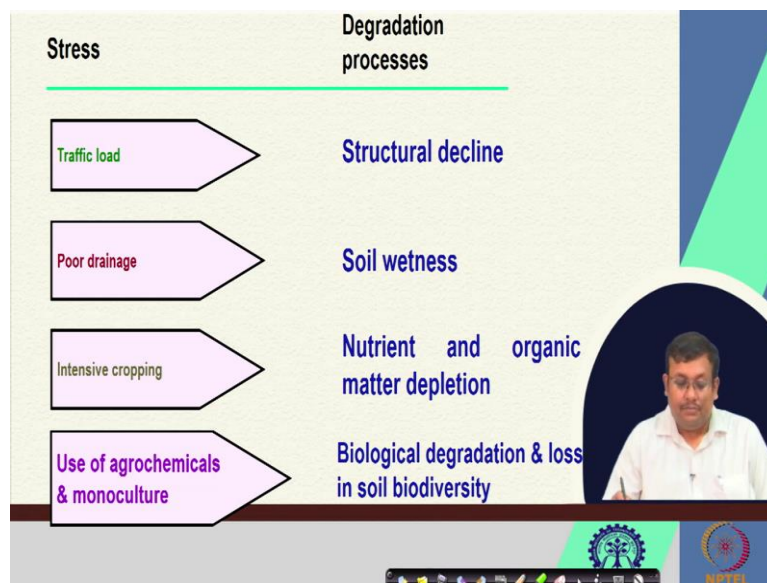 Stress
Degradation
processes
Traffic load
Structural decline
Poor drainage
Soil wetness
Intensive cropping
Nutrient and organic
matter depletion
Use of agrochemicals
& monoculture
Biological degradation & loss
in soil biodiversity
NPTEL